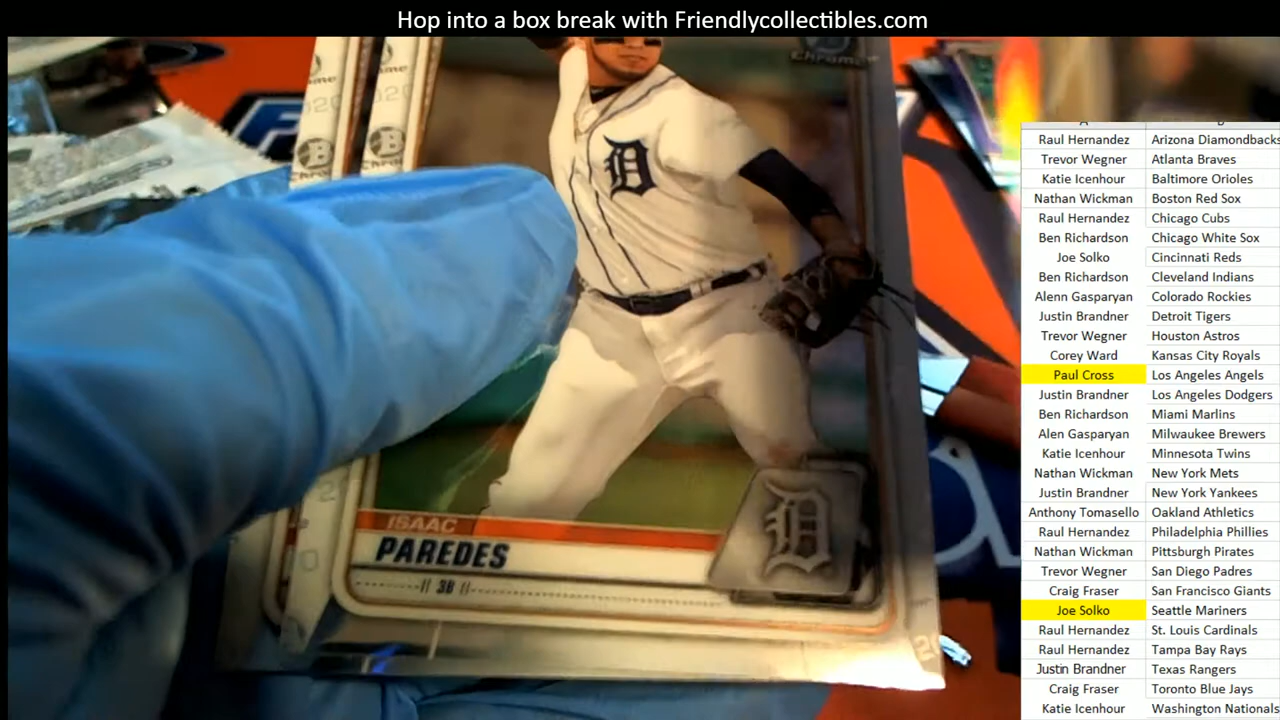 Hop into a box break with Friendlycollectibles.com
Chrome
D
B
ISAAC
PAREDES
3B
D
Raul Hernandez Arizona Diamondbacks
Trevor Wegner Atlanta Braves
Katie Icenhour Baltimore Orioles
Nathan Wickman Boston Red Sox
Raul Hernandez Chicago Cubs
Ben Richardson Chicago White Sox
Joe Solko Cincinnati Reds
Ben Richardson Cleveland Indians
Alenn Gasparyan Colorado Rockies
Justin Brandner Detroit Tigers
Trevor Wegner Houston Astros
Corey Ward Kansas City Royals
Paul Cross Los Angeles Angels
Justin Brandner Los Angeles Dodgers
Ben Richardson Miami Marlins
Alen Gasparyan Milwaukee Brewers
Katie Icenhour Minnesota Twins
Nathan Wickman New York Mets
Justin Brandner New York Yankees
Anthony Tomasello Oakland Athletics
Raul Hernandez Philadelphia Phillies
Nathan Wickman Pittsburgh Pirates
Trevor Wegner San Diego Padres
Craig Fraser San Francisco Giants
Joe Solko Seattle Mariners
Raul Hernandez St. Louis Cardinals
Raul Hernandez Tampa Bay Rays
Justin Brandner Texas Rangers
Craig Fraser Toronto Blue Jays
Katie Icenhour Washington Nationals